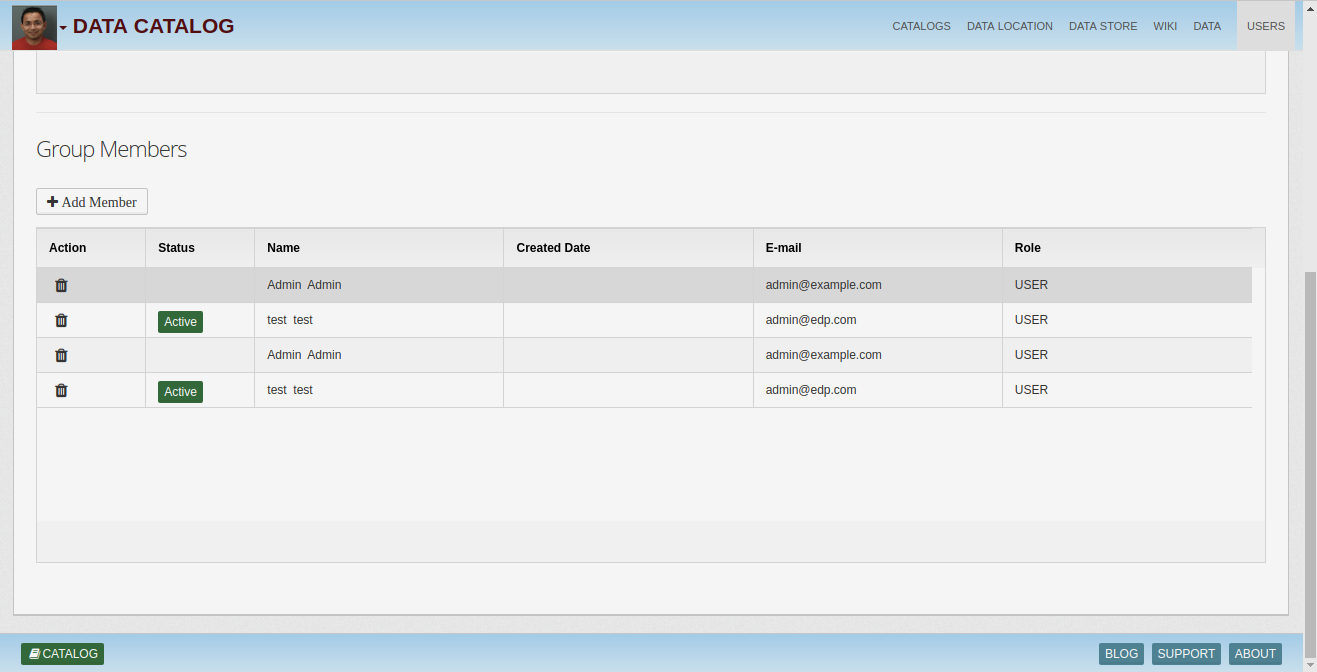 DATA CATALOG
CATALOGS DATA LOCATION DATA STORE WIKI DATA USERS
Group Members
Add Member
Action Status Name Created Date E-mail Role
Admin Admin admin@example.com USER
Active test test admin@edp.com USER
Admin Admin admin@example.com USER
Active test test admin@edp.com USER
CATALOG BLOG SUPPORT ABOUT